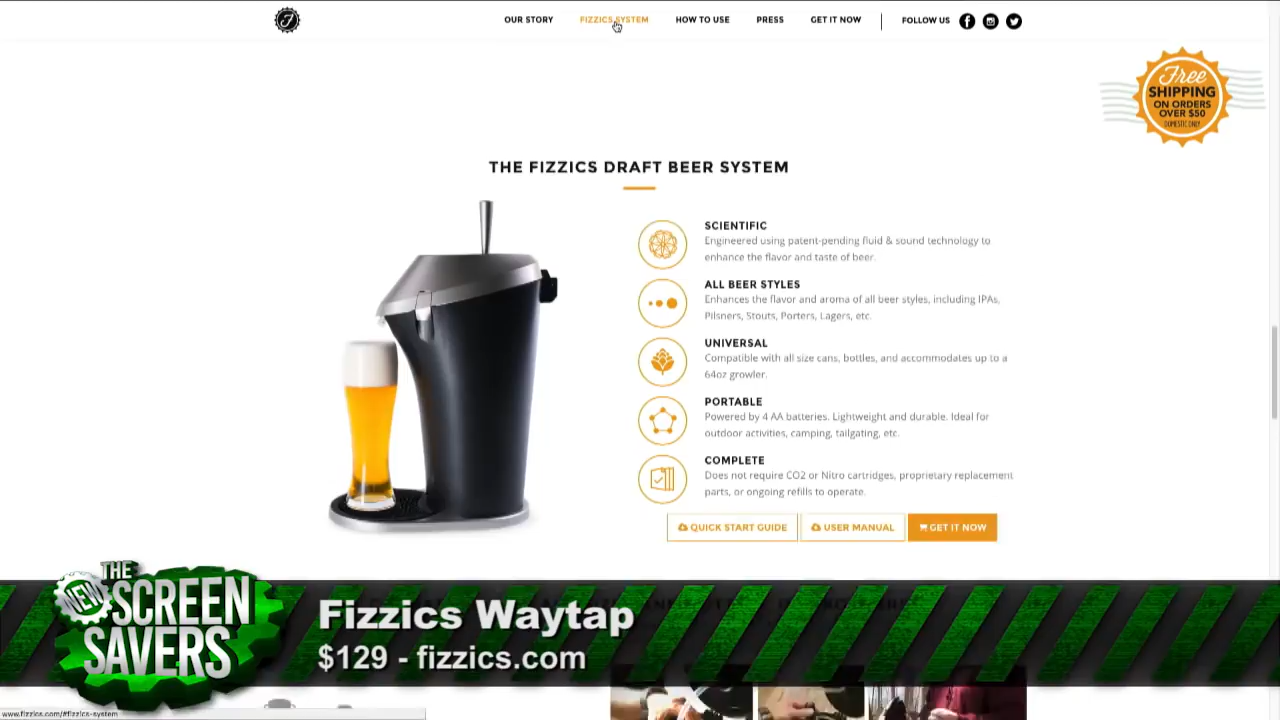 OUR STORY
FIZZICS SYSTEM
HOW TO USE
PRESS
GET IT NOW
FOLLOW US
Free
SHIPPING
ON ORDERS
OVER $50
DOMESTIC ONLY
THE FIZZICS DRAFT BEER SYSTEM
SCIENTIFIC
Engineered using patent-pending fluid & sound technology to
enhance the flavor and taste of beer.
ALL BEER STYLES
Enhances the flavor and aroma of all beer styles, including IPAs,
Pilsners, Stouts, Porters, Lagers, etc.
UNIVERSAL
Compatible with all size cans, bottles, and accommodates up to a
64oz growler.
PORTABLE
Powered by 4 AA batteries. Lightweight and durable. Ideal for
outdoor activities, camping, tailgating, etc.
COMPLETE
Does not require CO2 or Nitro cartridges, proprietary replacement
parts, or ongoing refills to operate.
QUICK START GUIDE
USER MANUAL
GET IT NOW
THE
NEW
SCREEN
SAVERS
Fizzics Waytap
$129 - fizzics.com
www.fizzics.com/#fizzics-system